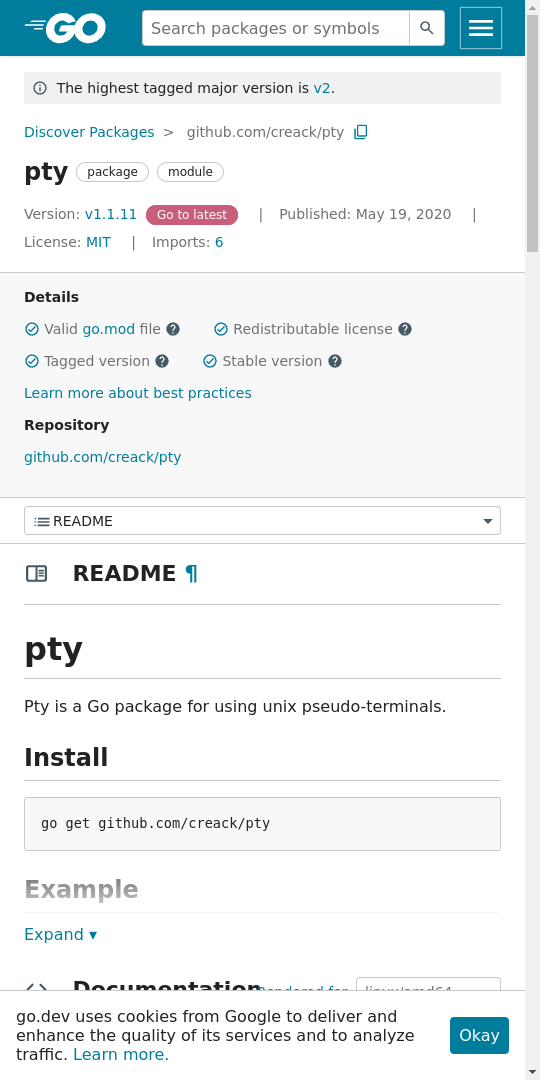 GO
Search packages or symbols
The highest tagged major version is v2.
Discover Packages > github.com/creack/pty
pty package module
Version: v1.1.11 Go to latest | Published: May 19, 2020 |
License: MIT | Imports: 6
Details
Valid go.mod file ? Redistributable license ?
Tagged version ? Stable version ?
Learn more about best practices
Repository
github.com/creack/pty
README
README ¶
pty
Pty is a Go package for using unix pseudo-terminals.
Install
go get github.com/creack/pty
Example
Expand ▾
Documentation Rendered for linux/amd64
go.dev uses cookies from Google to deliver and
enhance the quality of its services and to analyze
traffic. Learn more.
Okay